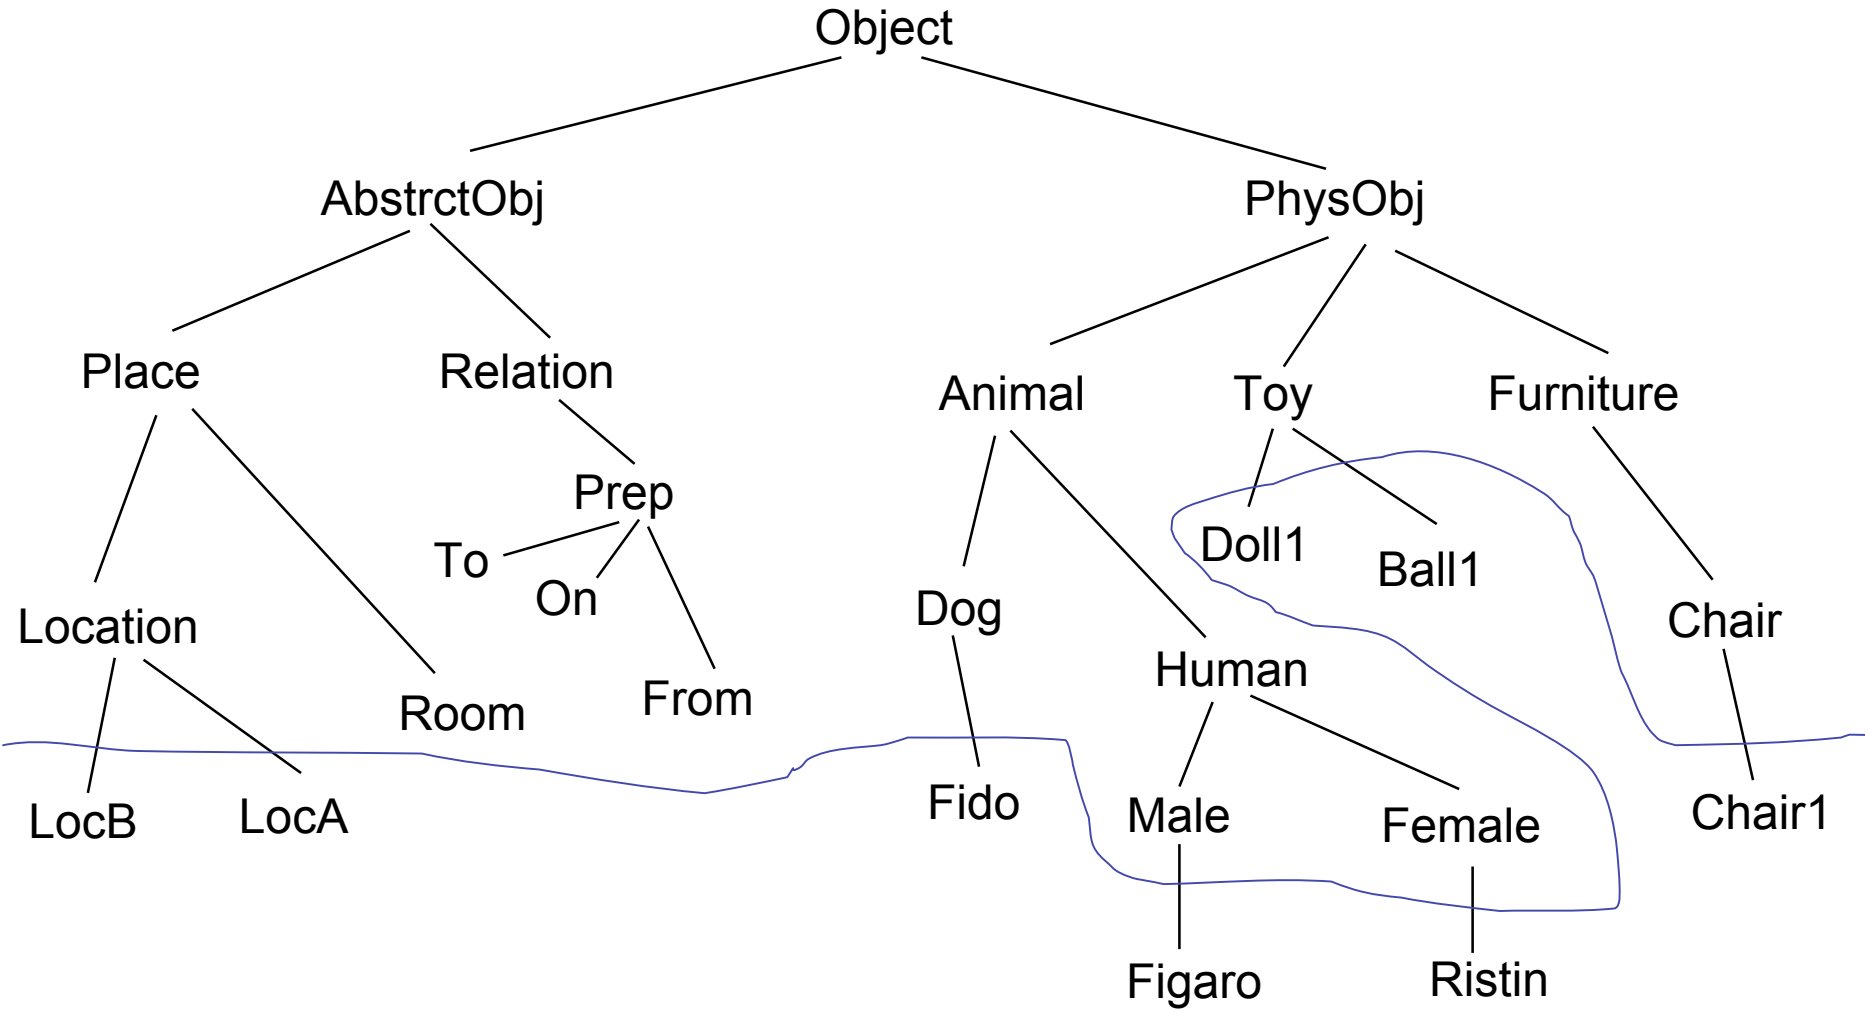 Object
AbstrctObj
PhysObj
Place
Relation
Animal
Toy
Furniture
Prep
To
On
Doll1
Ball1
Dog
Location
Chair
Human
Room
From
LocB
LocA
Fido
Male
Female
Chair1
Figaro
Ristin